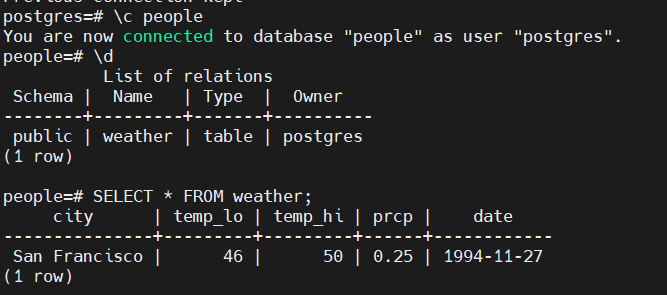 Previous connection kept
postgres=# \c people
You are now connected to database "people" as user "postgres".
people=# \d
         List of relations
 Schema |  Name   | Type  |  Owner
--------+---------+-------+----------
 public | weather | table | postgres
(1 row)

people=# SELECT * FROM weather;
     city      | temp_lo | temp_hi | prcp |    date
---------------+---------+---------+------+------------
 San Francisco |      46 |      50 | 0.25 | 1994-11-27
(1 row)